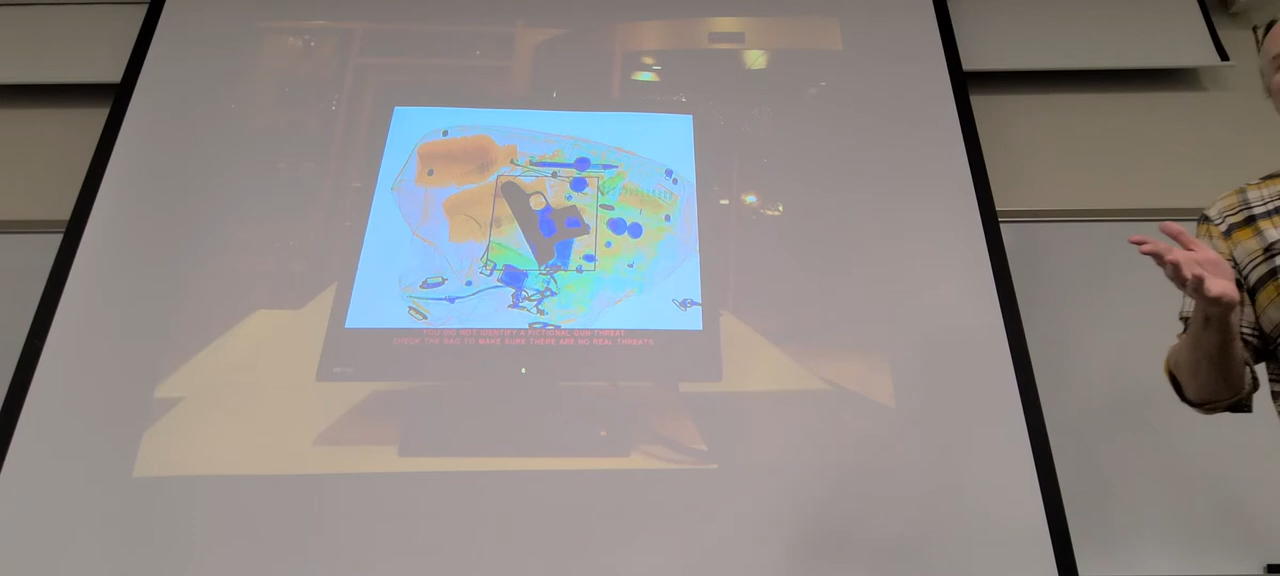 YOU DID NOT IDENTIFY A FICTIONAL GUN THREAT
CHECK THE BAG TO MAKE SURE THERE ARE NO REAL THREATS